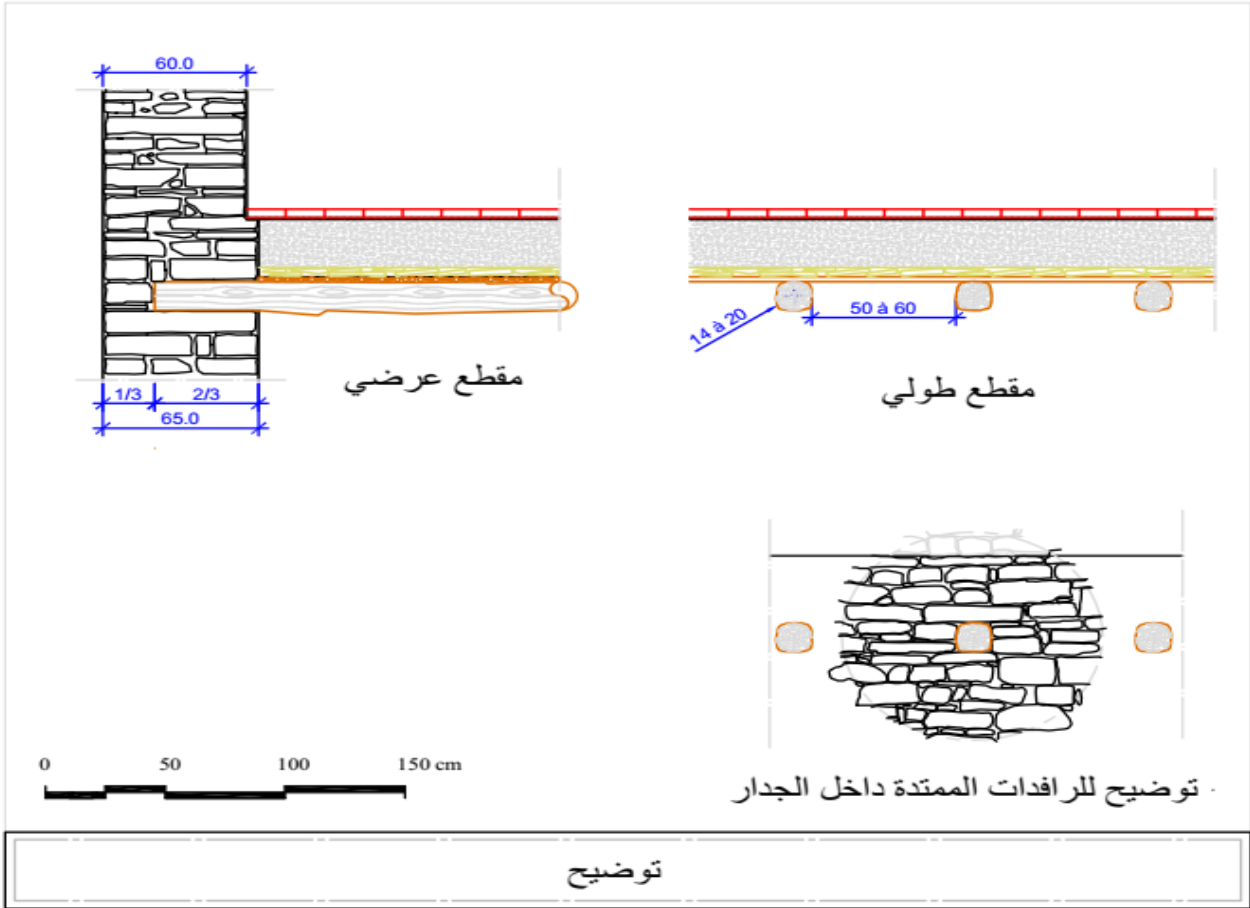 60.0
1/3 2/3
65.0
مقطع عرضي
14 à 20
50 à 60
مقطع طولي
توضيح للرافدات الممتدة داخل الجدار
0 50 100 150 cm
توضيح